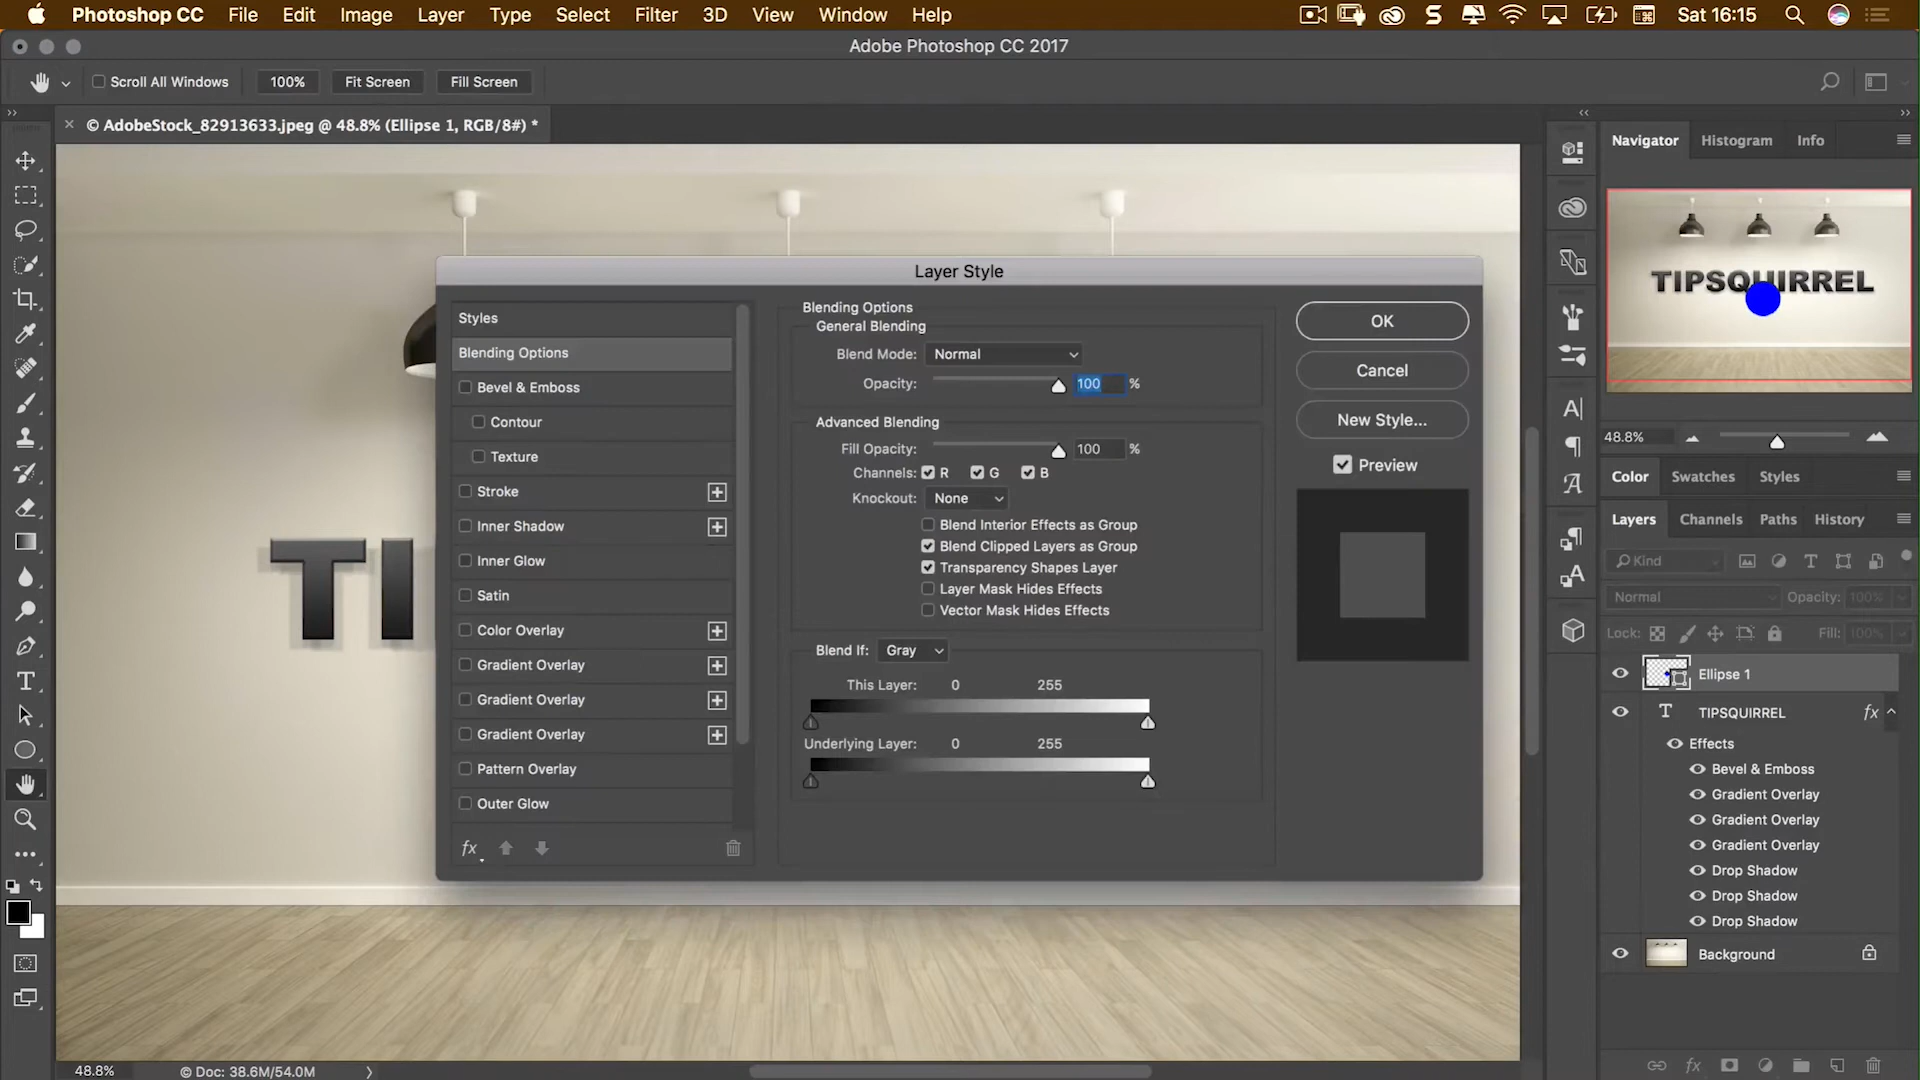 Photoshop CC File Edit Image Layer Type Select Filter 3D View Window Help Sat 16:15
Adobe Photoshop CC 2017
Scroll All Windows 100% Fit Screen Fill Screen
© AdobeStock_82913633.jpeg @ 48.8% (Ellipse 1, RGB/8#) *
Navigator Histogram Info
TIPSQUIRREL
48.8%
Color Swatches Styles
Layers Channels Paths History
Kind
Normal Opacity: 100%
Lock: Fill: 100%
Ellipse 1
TIPSQUIRREL fx
Effects
Bevel & Emboss
Gradient Overlay
Gradient Overlay
Gradient Overlay
Drop Shadow
Drop Shadow
Drop Shadow
Background
TI
Layer Style
Styles
Blending Options
Bevel & Emboss
Contour
Texture
Stroke
Inner Shadow
Inner Glow
Satin
Color Overlay
Gradient Overlay
Gradient Overlay
Gradient Overlay
Pattern Overlay
Outer Glow
fx
Blending Options
General Blending
Blend Mode: Normal
Opacity: 100 %
Advanced Blending
Fill Opacity: 100 %
Channels: R G B
Knockout: None
Blend Interior Effects as Group
Blend Clipped Layers as Group
Transparency Shapes Layer
Layer Mask Hides Effects
Vector Mask Hides Effects
Blend If: Gray
This Layer: 0 255
Underlying Layer: 0 255
OK
Cancel
New Style...
Preview
48.8% © Doc: 38.6M/54.0M
fx